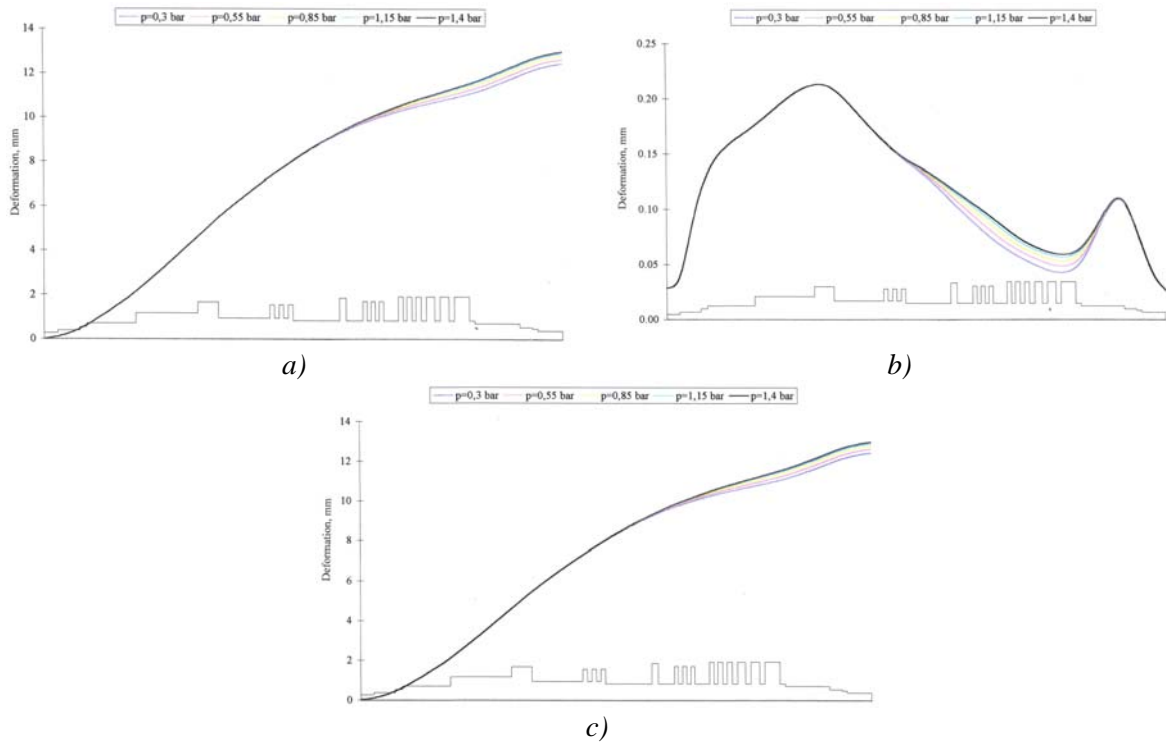 p=0,3 bar p=0,55 bar p=0,85 bar p=1,15 bar p=1,4 bar
Deformation, mm
14
12
10
8
6
4
2
0
a)
p=0,3 bar p=0,55 bar p=0,85 bar p=1,15 bar p=1,4 bar
Deformation, mm
0.25
0.20
0.15
0.10
0.05
0.00
b)
p=0,3 bar p=0,55 bar p=0,85 bar p=1,15 bar p=1,4 bar
Deformation, mm
14
12
10
8
6
4
2
0
c)